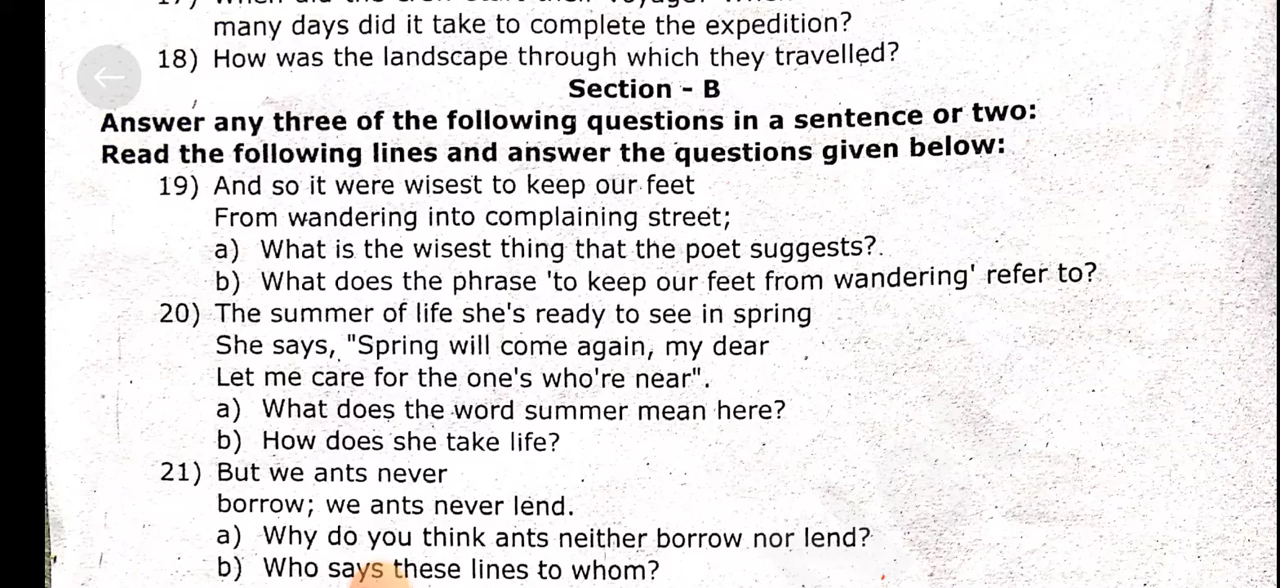 many days did it take to complete the expedition?
18) How was the landscape through which they travelled?
Section - B
Answer any three of the following questions in a sentence or two:
Read the following lines and answer the questions given below:
19) And so it were wisest to keep our feet
From wandering into complaining street;
a) What is the wisest thing that the poet suggests?
b) What does the phrase 'to keep our feet from wandering' refer to?
20) The summer of life she's ready to see in spring
She says, "Spring will come again, my dear
Let me care for the one's who're near".
a) What does the word summer mean here?
b) How does she take life?
21) But we ants never
borrow; we ants never lend.
a) Why do you think ants neither borrow nor lend?
b) Who says these lines to whom?